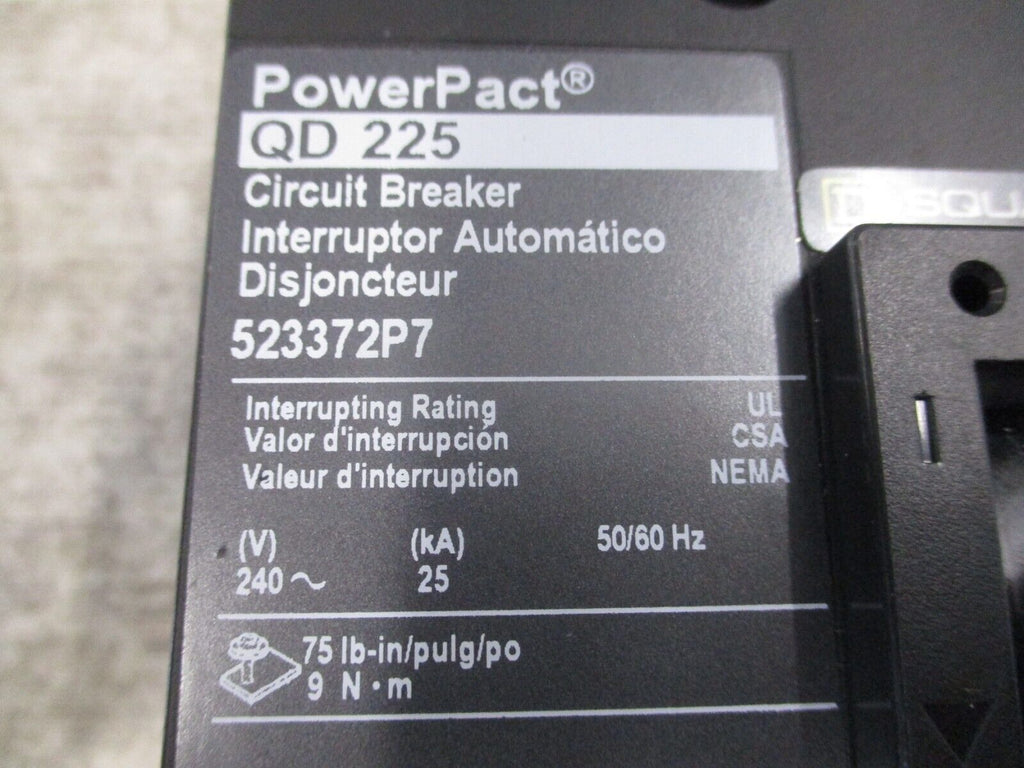 PowerPact®
QD 225
Circuit Breaker
Interruptor Automático
Disjoncteur
523372P7
Interrupting Rating UL
Valor d'interrupción CSA
Valeur d'interruption NEMA
(V) (kA) 50/60 Hz
240 ~ 25
75 lb-in/pulg/po
9 N·m